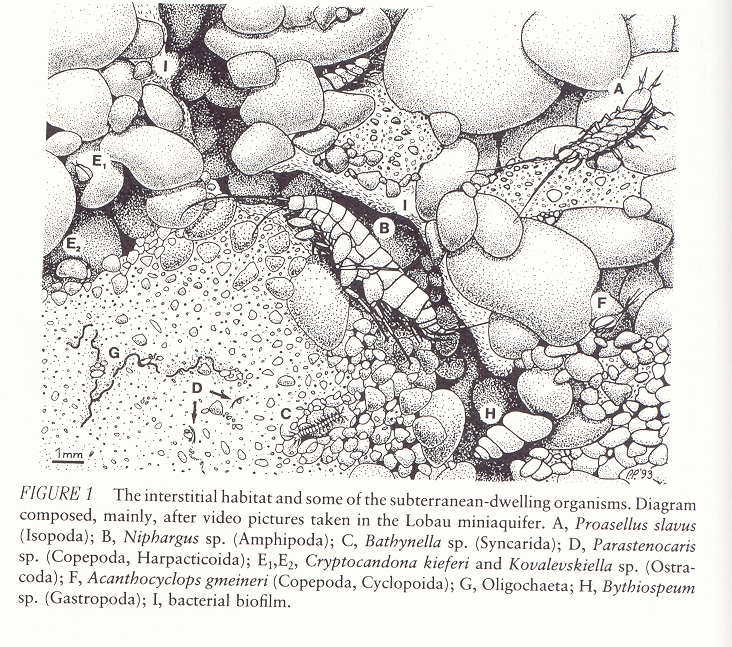 I
A
E1
I
B
E2
F
G
D
C
H
1mm
PP'93
FIGURE 1 The interstitial habitat and some of the subterranean-dwelling organisms. Diagram
composed, mainly, after video pictures taken in the Lobau miniaquifer. A, Proasellus slavus
(Isopoda); B, Niphargus sp. (Amphipoda); C, Bathynella sp. (Syncarida); D, Parastenocaris
sp. (Copepoda, Harpacticoida); E1,E2, Cryptocandona kieferi and Kovalevskiella sp. (Ostra-
coda); F, Acanthocyclops gmeineri (Copepoda, Cyclopoida); G, Oligochaeta; H, Bythiospeum
sp. (Gastropoda); I, bacterial biofilm.